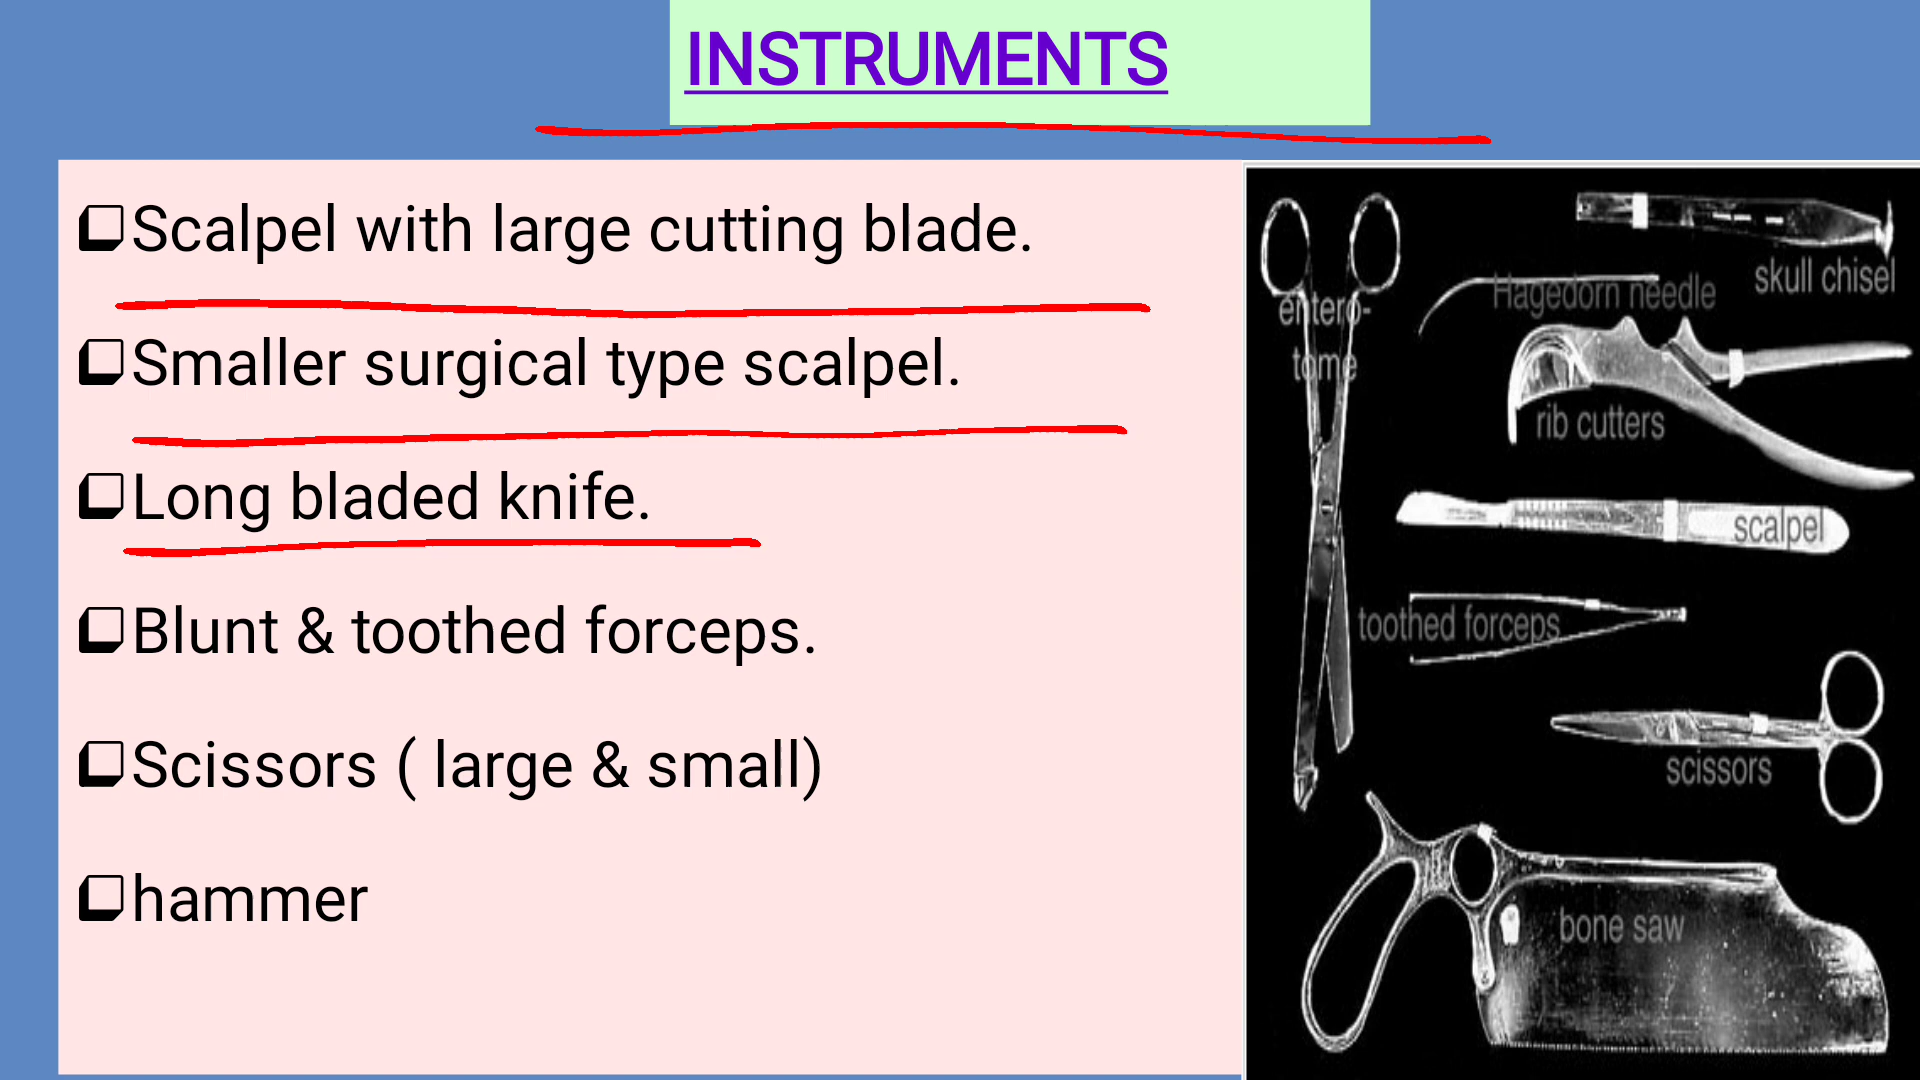 INSTRUMENTS
Scalpel with large cutting blade.
Smaller surgical type scalpel.
Long bladed knife.
Blunt & toothed forceps.
Scissors ( large & small)
hammer
skull chisel
Hagedorn needle
entero-
tome
rib cutters
scalpel
toothed forceps
scissors
bone saw